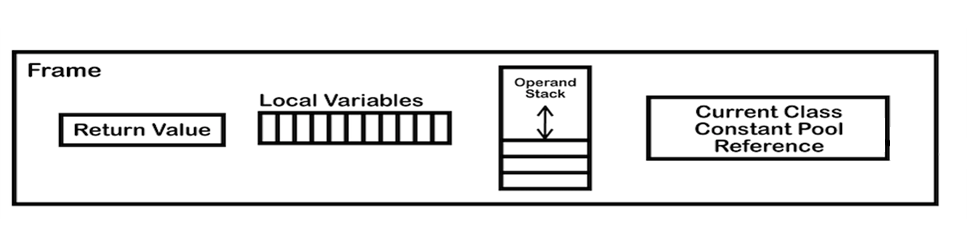 Frame
Return Value
Local Variables
Operand
Stack
Current Class
Constant Pool
Reference